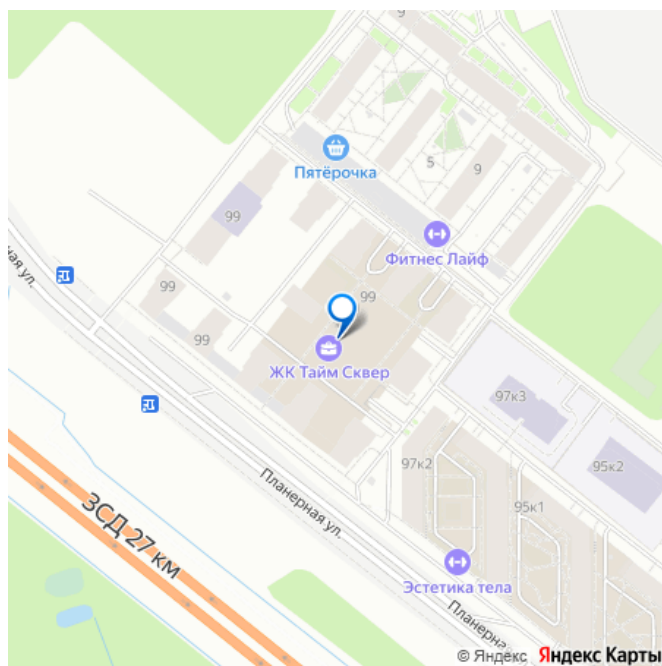 9
Пятёрочка
5
9
99
Фитнес Лайф
ная ул.
99
99
99
ЖК Тайм Сквер
97к3
97к2
95к2
95к1
ЗСД 27 км
Планерная ул.
Эстетика тела
Планерна
© Яндекс Яндекс Карты